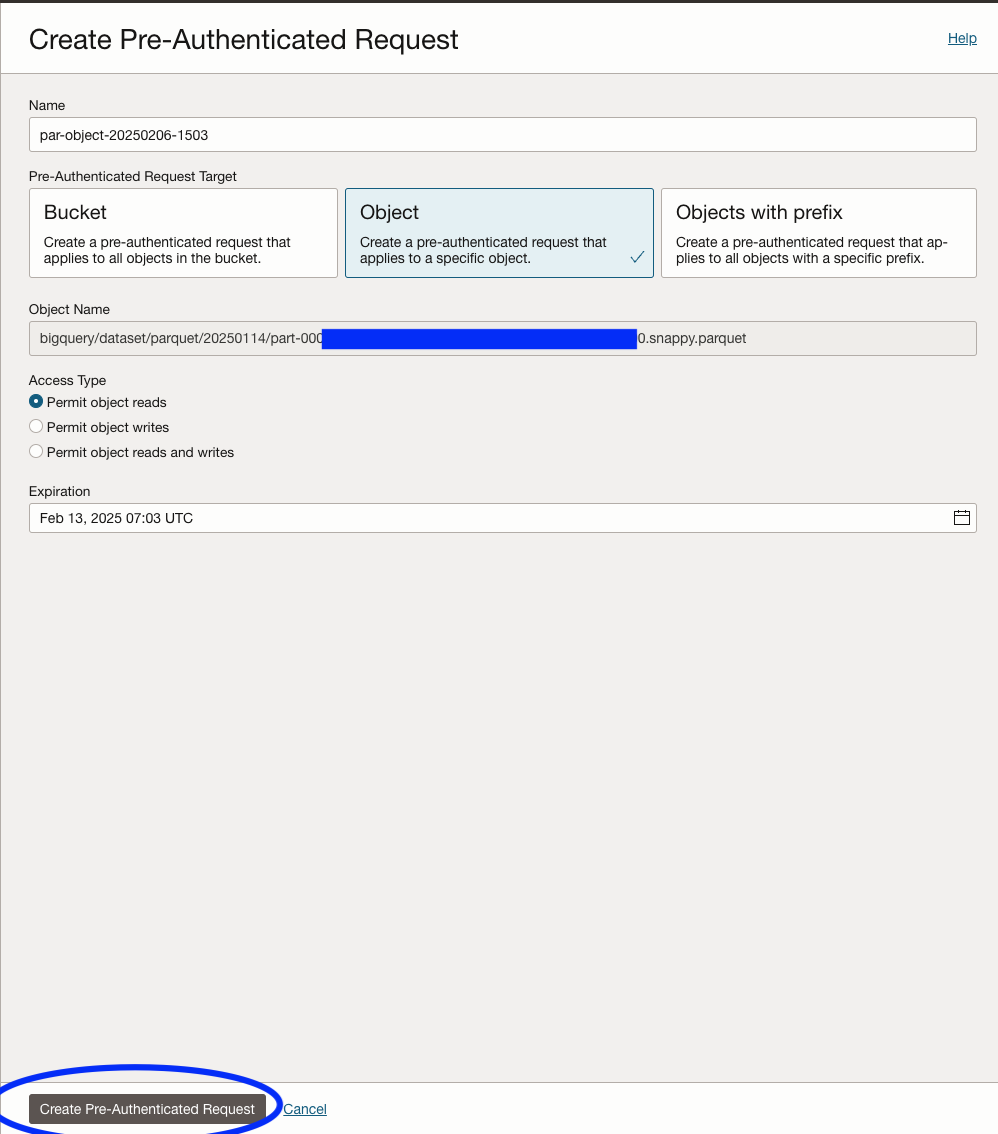 Create Pre-Authenticated Request
Help
Name
par-object-20250206-1503
Pre-Authenticated Request Target
Bucket
Create a pre-authenticated request that
applies to all objects in the bucket.
Object
Create a pre-authenticated request that
applies to a specific object.
Objects with prefix
Create a pre-authenticated request that ap-
plies to all objects with a specific prefix.
Object Name
bigquery/dataset/parquet/20250114/part-000 0.snappy.parquet
Access Type
Permit object reads
Permit object writes
Permit object reads and writes
Expiration
Feb 13, 2025 07:03 UTC
Create Pre-Authenticated Request
Cancel